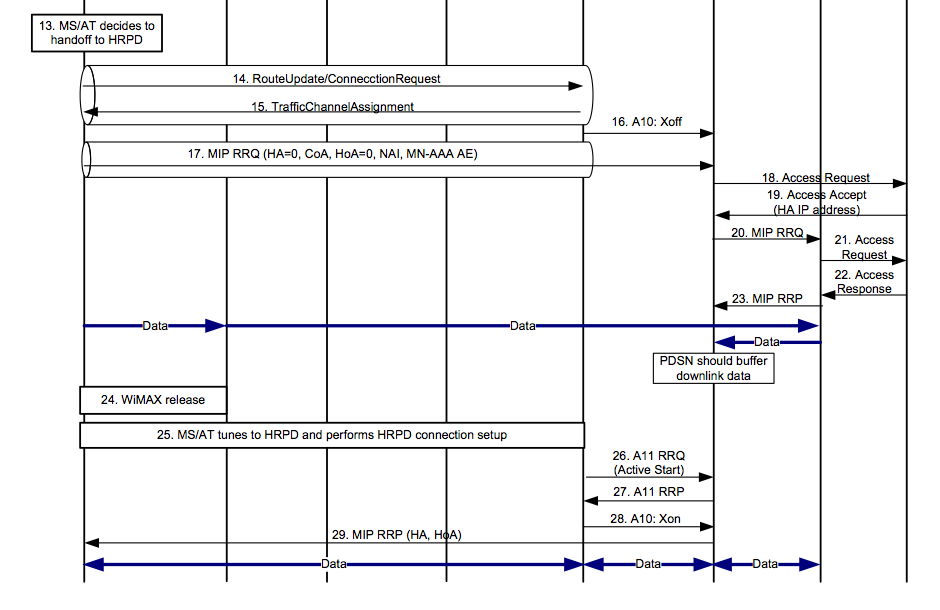 13. MS/AT decides to
handoff to HRPD
14. RouteUpdate/ConnecctionRequest
15. TrafficChannelAssignment
16. A10: Xoff
17. MIP RRQ (HA=0, CoA, HoA=0, NAI, MN-AAA AE)
18. Access Request
19. Access Accept
(HA IP address)
20. MIP RRQ
21. Access
Request
22. Access
Response
23. MIP RRP
Data
Data
Data
PDSN should buffer
downlink data
24. WiMAX release
25. MS/AT tunes to HRPD and performs HRPD connection setup
26. A11 RRQ
(Active Start)
27. A11 RRP
28. A10: Xon
29. MIP RRP (HA, HoA)
Data
Data
Data